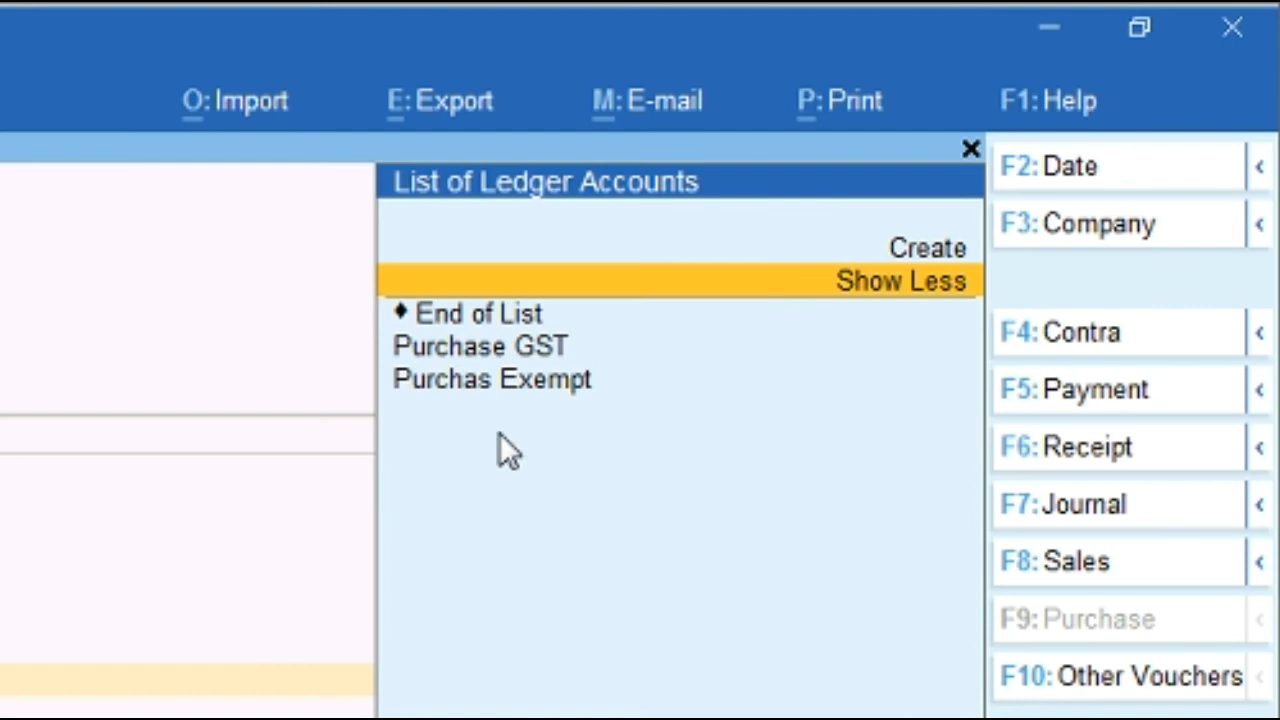 O: Import E: Export M: E-mail P: Print F1: Help
List of Ledger Accounts
Create
Show Less
♦ End of List
Purchase GST
Purchas Exempt
F2: Date
F3: Company
F4: Contra
F5: Payment
F6: Receipt
F7: Journal
F8: Sales
F9: Purchase
F10: Other Vouchers